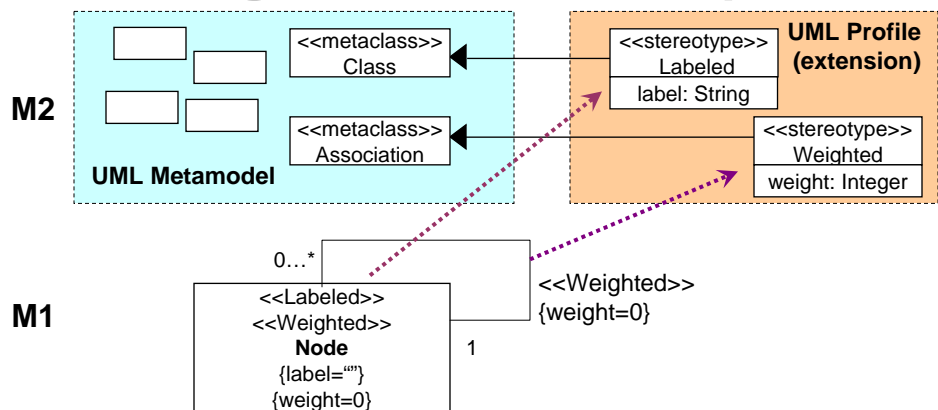 UML Profile
(extension)
<<metaclass>>
Class
<<stereotype>>
Labeled
label: String
M2
<<metaclass>>
Association
<<stereotype>>
Weighted
weight: Integer
UML Metamodel
0...*
<<Weighted>>
{weight=0}
M1
<<Labeled>>
<<Weighted>>
Node
{label=“”}
{weight=0}
1